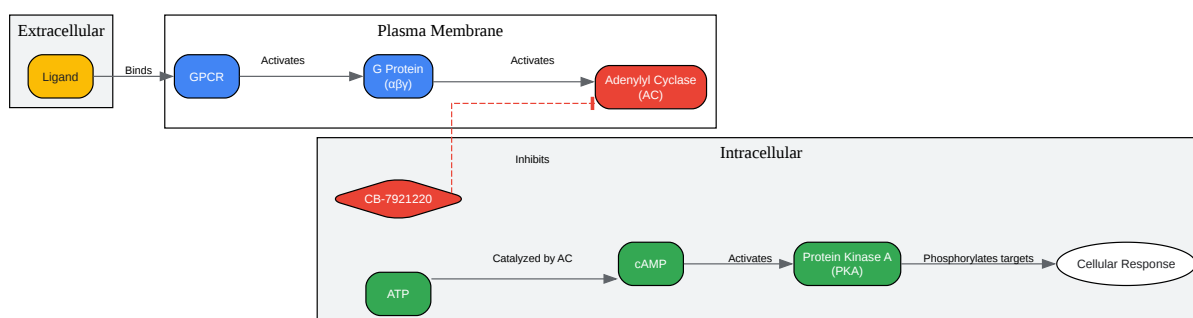 Extracellular
Plasma Membrane
Ligand
Binds
GPCR
Activates
G Protein
(αβγ)
Activates
Adenylyl Cyclase
(AC)
Intracellular
Inhibits
CB-7921220
ATP
Catalyzed by AC
cAMP
Activates
Protein Kinase A
(PKA)
Phosphorylates targets
Cellular Response